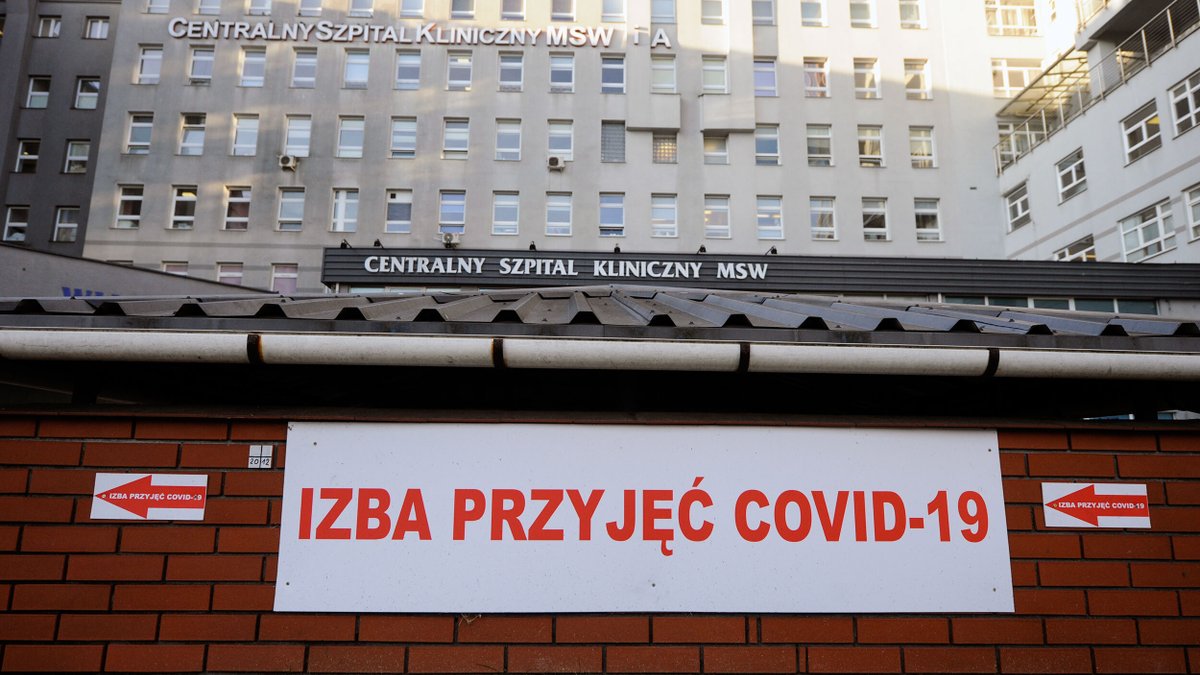 CENTRALNY SZPITAL KLINICZNY MSW i A
CENTRALNY SZPITAL KLINICZNY MSW
2012
IZBA PRZYJĘĆ COVID-19
IZBA PRZYJĘĆ COVID-19
IZBA PRZYJĘĆ COVID-19